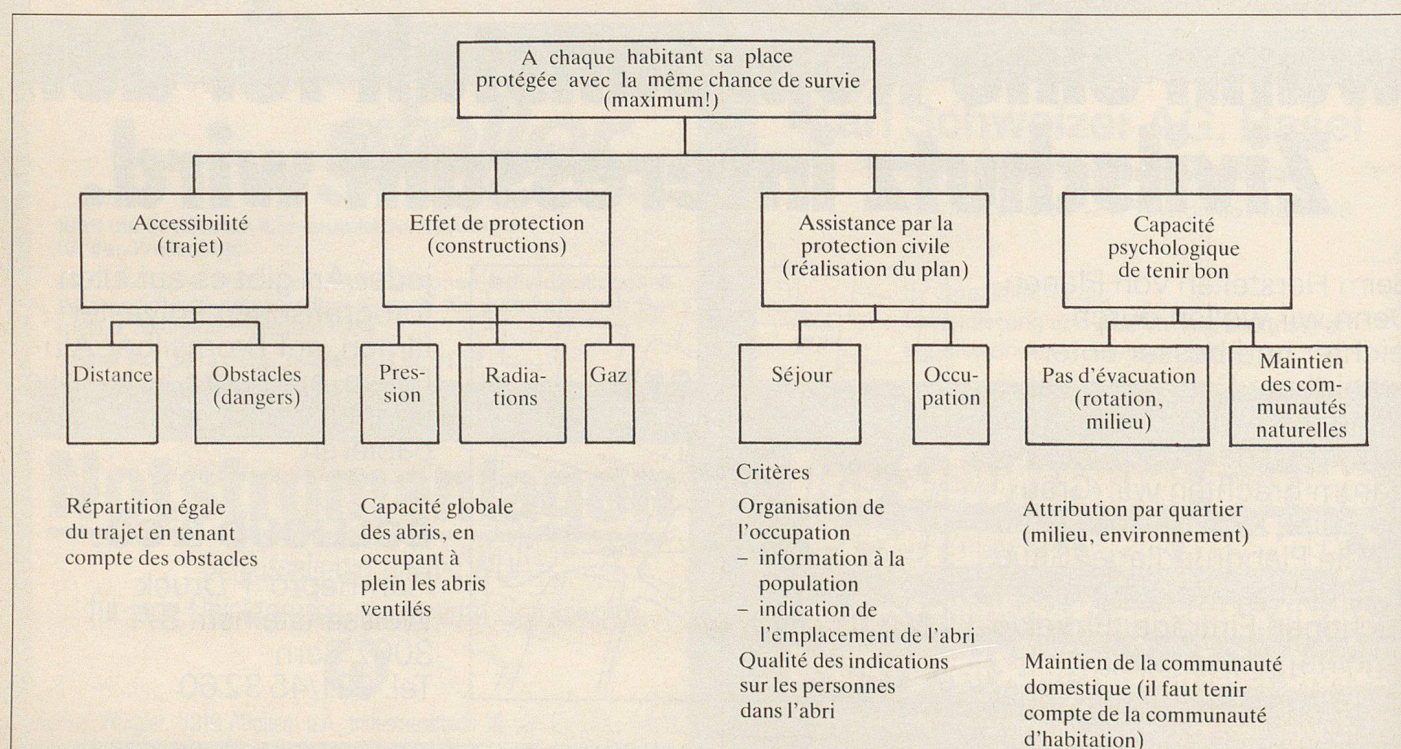 A chaque habitant sa place
protégée avec la même chance de survie
(maximum!)
Accessibilité
(trajet)
Effet de protection
(constructions)
Assistance par la
protection civile
(réalisation du plan)
Capacité
psychologique
de tenir bon
Distance
Obstacles
(dangers)
Pres-
sion
Radia-
tions
Gaz
Séjour
Occu-
pation
Pas d'évacuation
(rotation,
milieu)
Maintien
des com-
munautés
naturelles
Répartition égale
du trajet en tenant
compte des obstacles
Capacité globale
des abris, en
occupant à
plein les abris
ventilés
Critères
Organisation de
l'occupation
– information à la
population
– indication de
l'emplacement de l'abri
Qualité des indications
sur les personnes
dans l'abri
Attribution par quartier
(milieu, environnement)
Maintien de la communauté
domestique (il faut tenir
compte de la communauté
d'habitation)